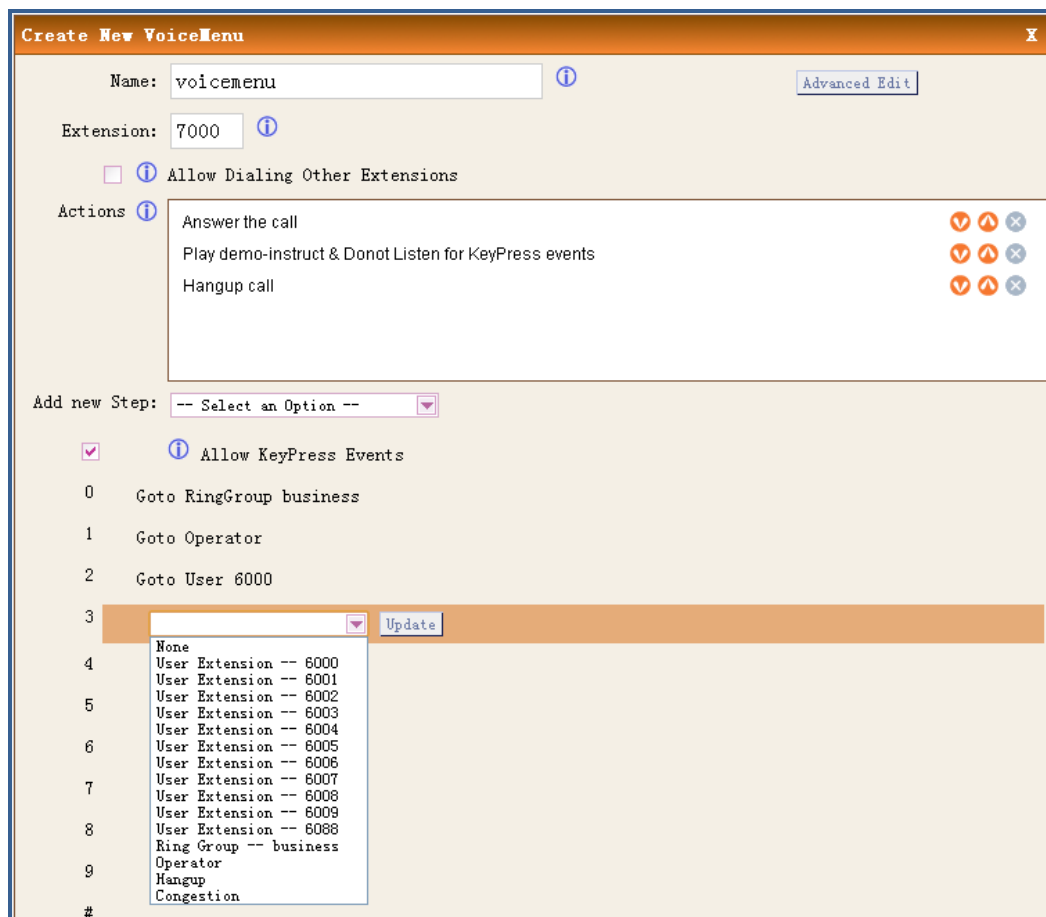 Create New VoiceMenu X
Name: voicemenu Advanced Edit
Extension: 7000
Allow Dialing Other Extensions
Actions
Answer the call
Play demo-instruct & Donot Listen for KeyPress events
Hangup call
Add new Step: -- Select an Option --
Allow KeyPress Events
0 Goto RingGroup business
1 Goto Operator
2 Goto User 6000
3 Update
None
4 User Extension -- 6000
User Extension -- 6001
User Extension -- 6002
5 User Extension -- 6003
User Extension -- 6004
6 User Extension -- 6005
User Extension -- 6006
7 User Extension -- 6007
User Extension -- 6008
User Extension -- 6009
8 User Extension -- 6088
Ring Group -- business
Operator
9 Hangup
Congestion
#